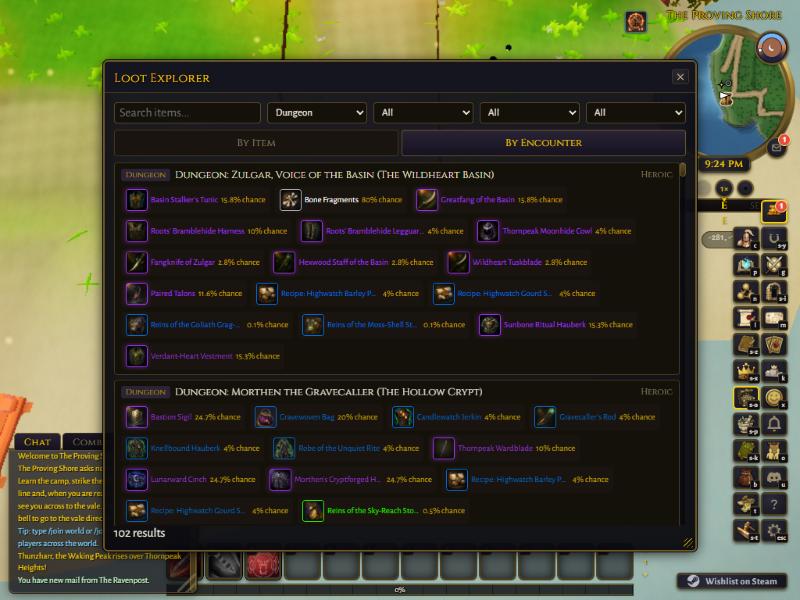 THE PROVING SHORE
LOOT EXPLORER
Search items...
Dungeon
All
All
All
BY ITEM
BY ENCOUNTER
DUNGEON DUNGEON: ZULGAR, VOICE OF THE BASIN (THE WILDHEART BASIN) HEROIC
Basin Stalker's Tunic 15.8% chance
Bone Fragments 80% chance
Greatfang of the Basin 15.8% chance
Roots' Bramblehide Harness 10% chance
Roots' Bramblehide Legguar... 4% chance
Thornpeak Moonhide Cowl 4% chance
Fangknife of Zulgar 2.8% chance
Hexwood Staff of the Basin 2.8% chance
Wildheart Tuskblade 2.8% chance
Paired Talons 11.6% chance
Recipe: Highwatch Barley P... 4% chance
Recipe: Highwatch Gourd S... 4% chance
Reins of the Goliath Grag-... 0.1% chance
Reins of the Moss-Shell St... 0.1% chance
Sunbone Ritual Hauberk 15.3% chance
Verdant-Heart Vestment 15.3% chance
DUNGEON DUNGEON: MORTHEN THE GRAVECALLER (THE HOLLOW CRYPT) HEROIC
Bastion Sigil 24.7% chance
Gravewoven Bag 20% chance
Candlewatch Jerkin 4% chance
Gravecaller's Rod 4% chance
Knellbound Hauberk 4% chance
Robe of the Unquiet Rite 4% chance
Thornpeak Wardblade 10% chance
Lunarward Cinch 24.7% chance
Morthen's Cryptforged H... 24.7% chance
Recipe: Highwatch Barley P... 4% chance
Recipe: Highwatch Gourd S... 4% chance
Reins of the Sky-Reach Sto... 0.5% chance
102 results
9:24 PM
1x
1
1
-281,
CHAT
COMB
Welcome to The Proving S
The Proving Shore asks no
Learn the camp, strike the
line and, when you are rea
see you across to the vale.
bell to go to the vale direc
Tip: type /join world or /jo
players across the world.
Thunzharr, the Waking Peak rises over Thornpeak
Heights!
You have new mail from The Ravenpost.
0%
Wishlist on Steam